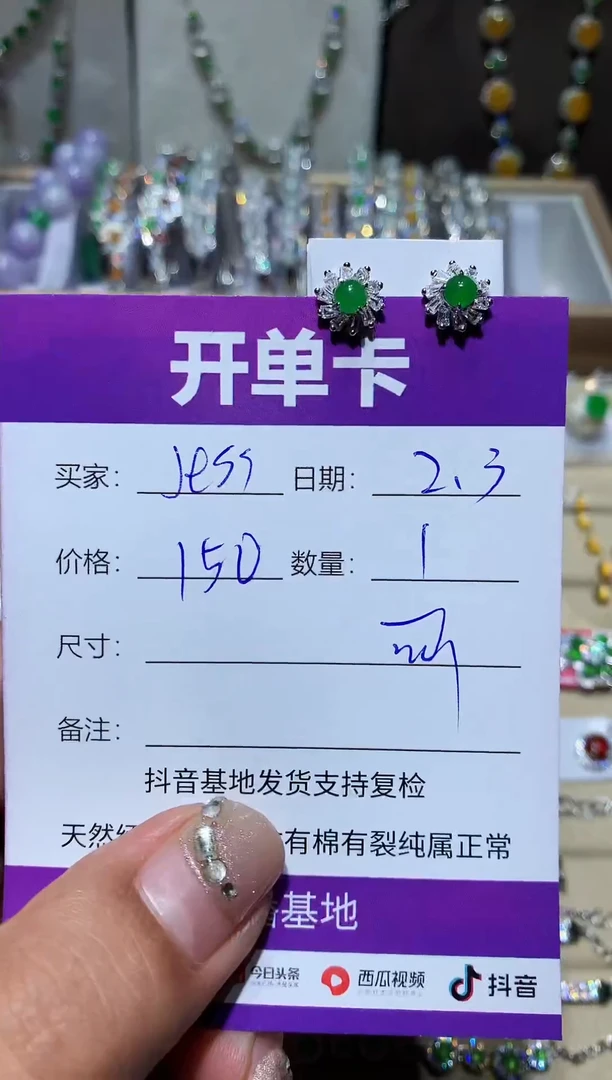 开单卡
买家： jess 日期： 2.3
价格： 150 数量： 1
尺寸：
备注：
抖音基地发货支持复检
天然 有棉有裂纯属正常
基地
今日头条 西瓜视频 抖音